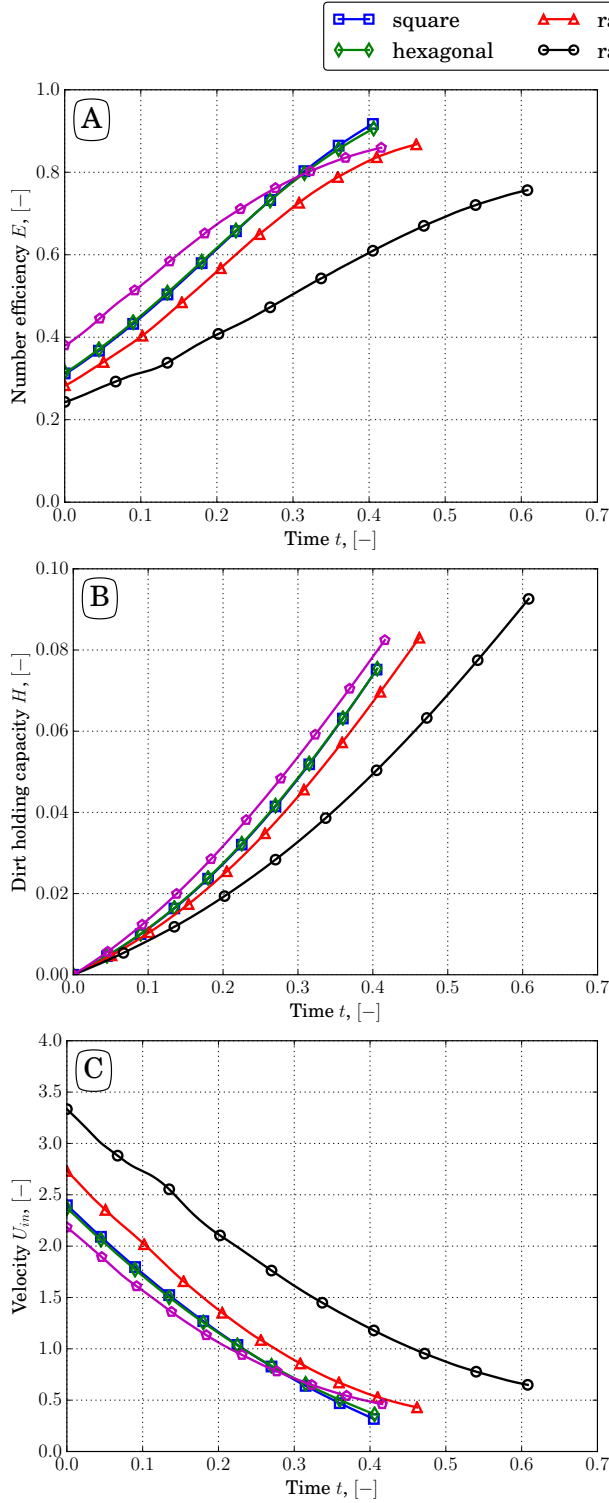 square
hexagonal
A
Number efficiency E, [−]
1.0
0.8
0.6
0.4
0.2
0.0
0.0 0.1 0.2 0.3 0.4 0.5 0.6 0.7
Time t, [−]
B
Dirt holding capacity H, [−]
0.10
0.08
0.06
0.04
0.02
0.00
0.0 0.1 0.2 0.3 0.4 0.5 0.6 0.7
Time t, [−]
C
Velocity U_in, [−]
4.0
3.5
3.0
2.5
2.0
1.5
1.0
0.5
0.0
0.0 0.1 0.2 0.3 0.4 0.5 0.6 0.7
Time t, [−]